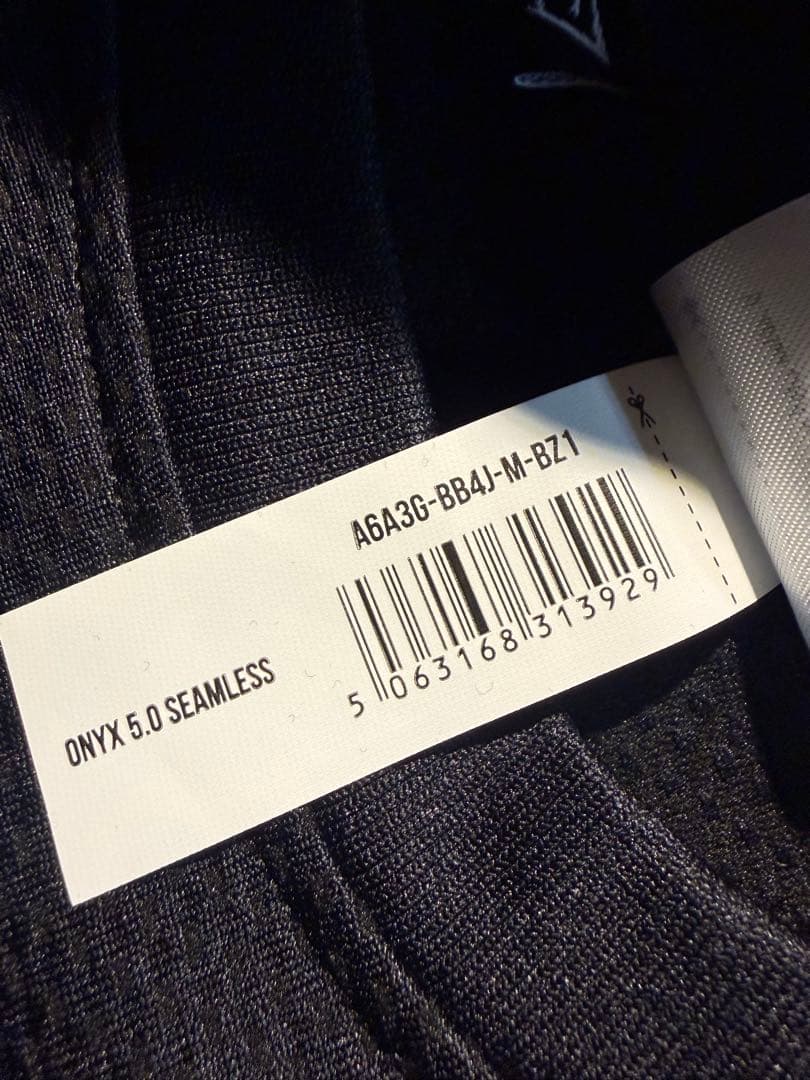 A6A3G-BB4J-M-BZ1
5 063168 313929
ONYX 5.0 SEAMLESS